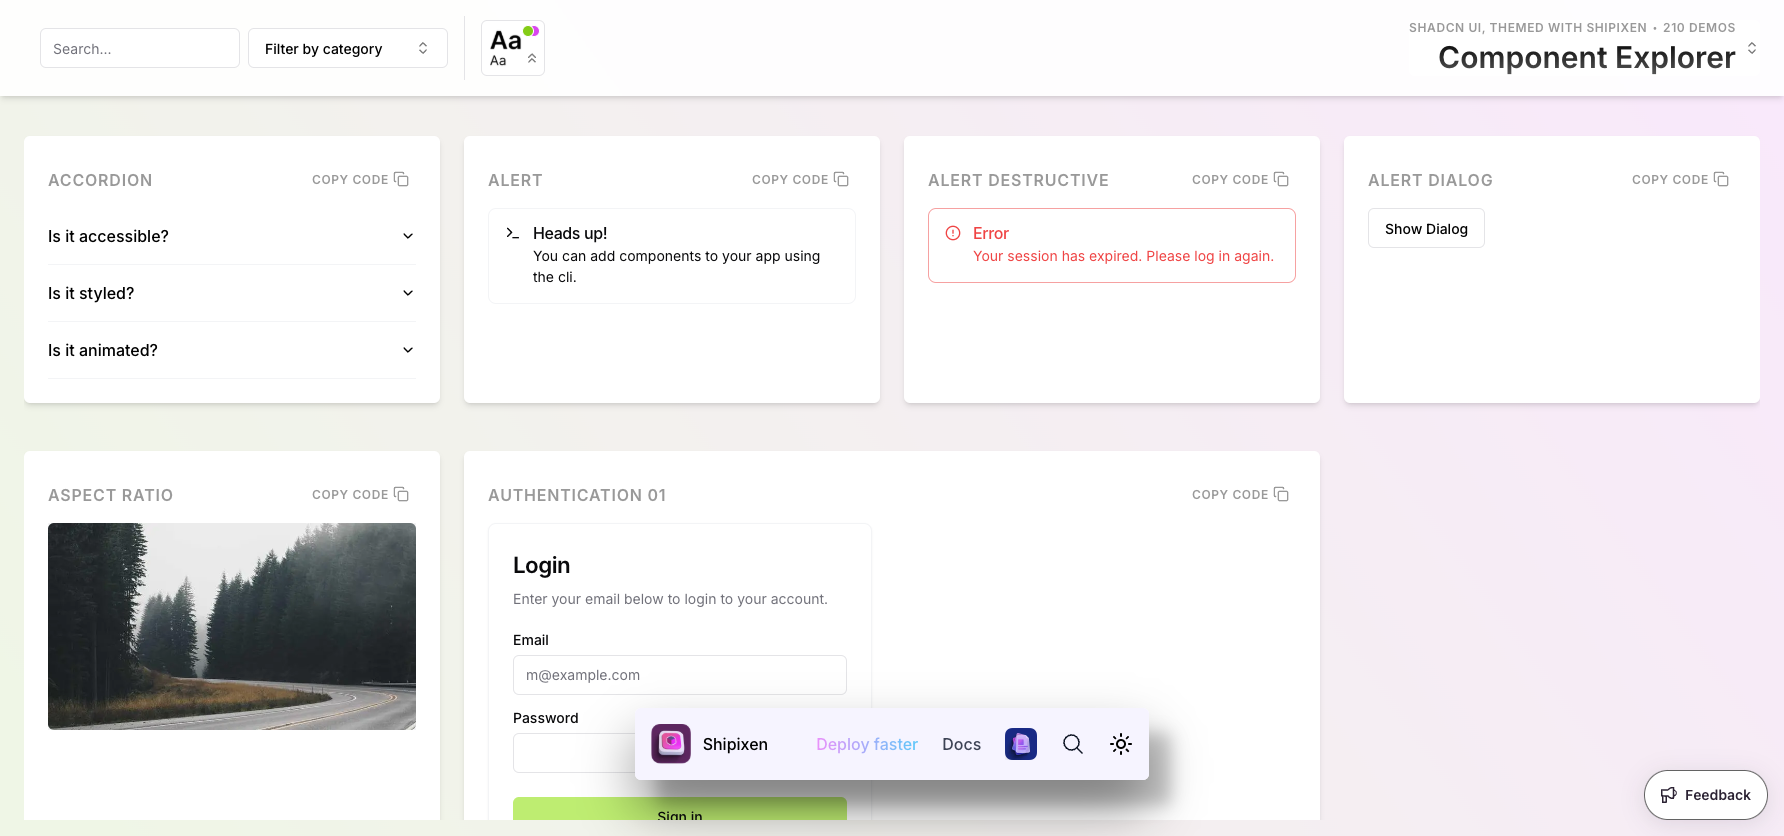 Search...
Filter by category
Aa
Aa
SHADCN UI, THEMED WITH SHIPIXEN • 210 DEMOS
Component Explorer
ACCORDION
COPY CODE
Is it accessible?
Is it styled?
Is it animated?
ALERT
COPY CODE
Heads up!
You can add components to your app using
the cli.
ALERT DESTRUCTIVE
COPY CODE
Error
Your session has expired. Please log in again.
ALERT DIALOG
COPY CODE
Show Dialog
ASPECT RATIO
COPY CODE
AUTHENTICATION 01
COPY CODE
Login
Enter your email below to login to your account.
Email
m@example.com
Password
Sign in
Shipixen
Deploy faster
Docs
Feedback